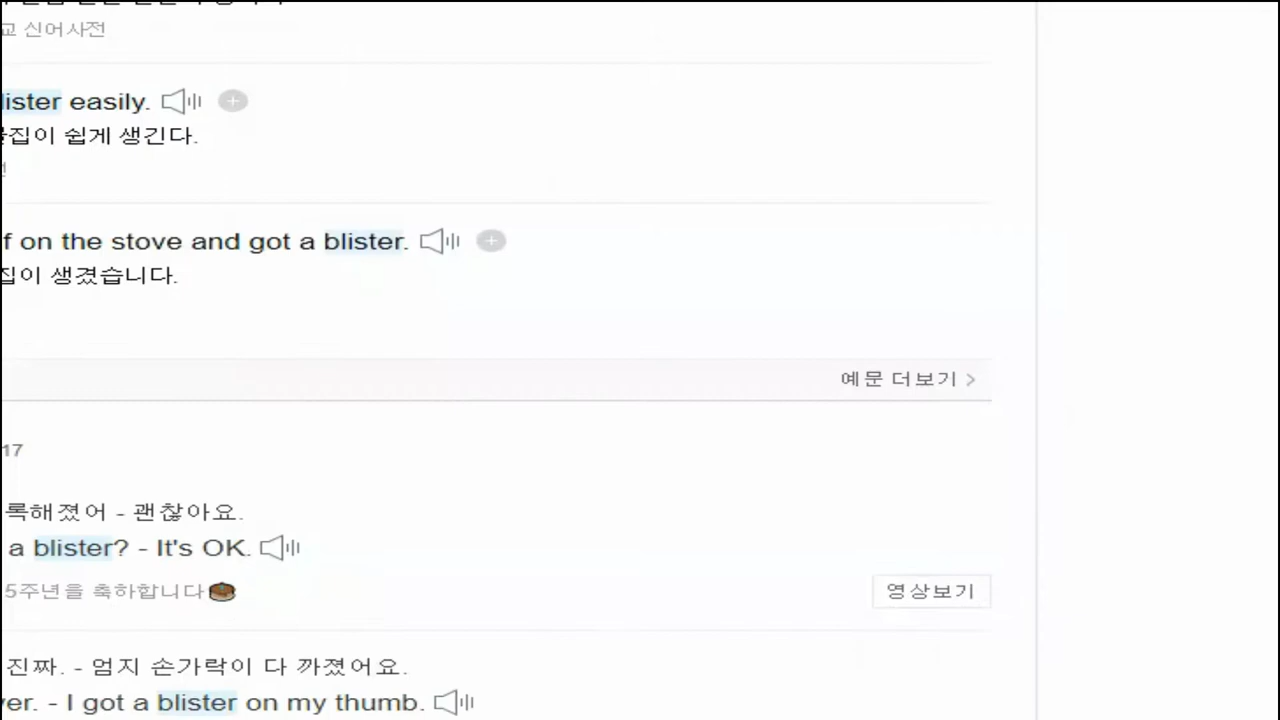 교 신어사전
lister easily.
집이 쉽게 생긴다.
f on the stove and got a blister.
집이 생겼습니다.
예문 더보기 >
17
록해졌어 - 괜찮아요.
a blister? - It's OK.
5주년을 축하합니다
영상보기
진짜. - 엄지 손가락이 다 까졌어요.
ver. - I got a blister on my thumb.